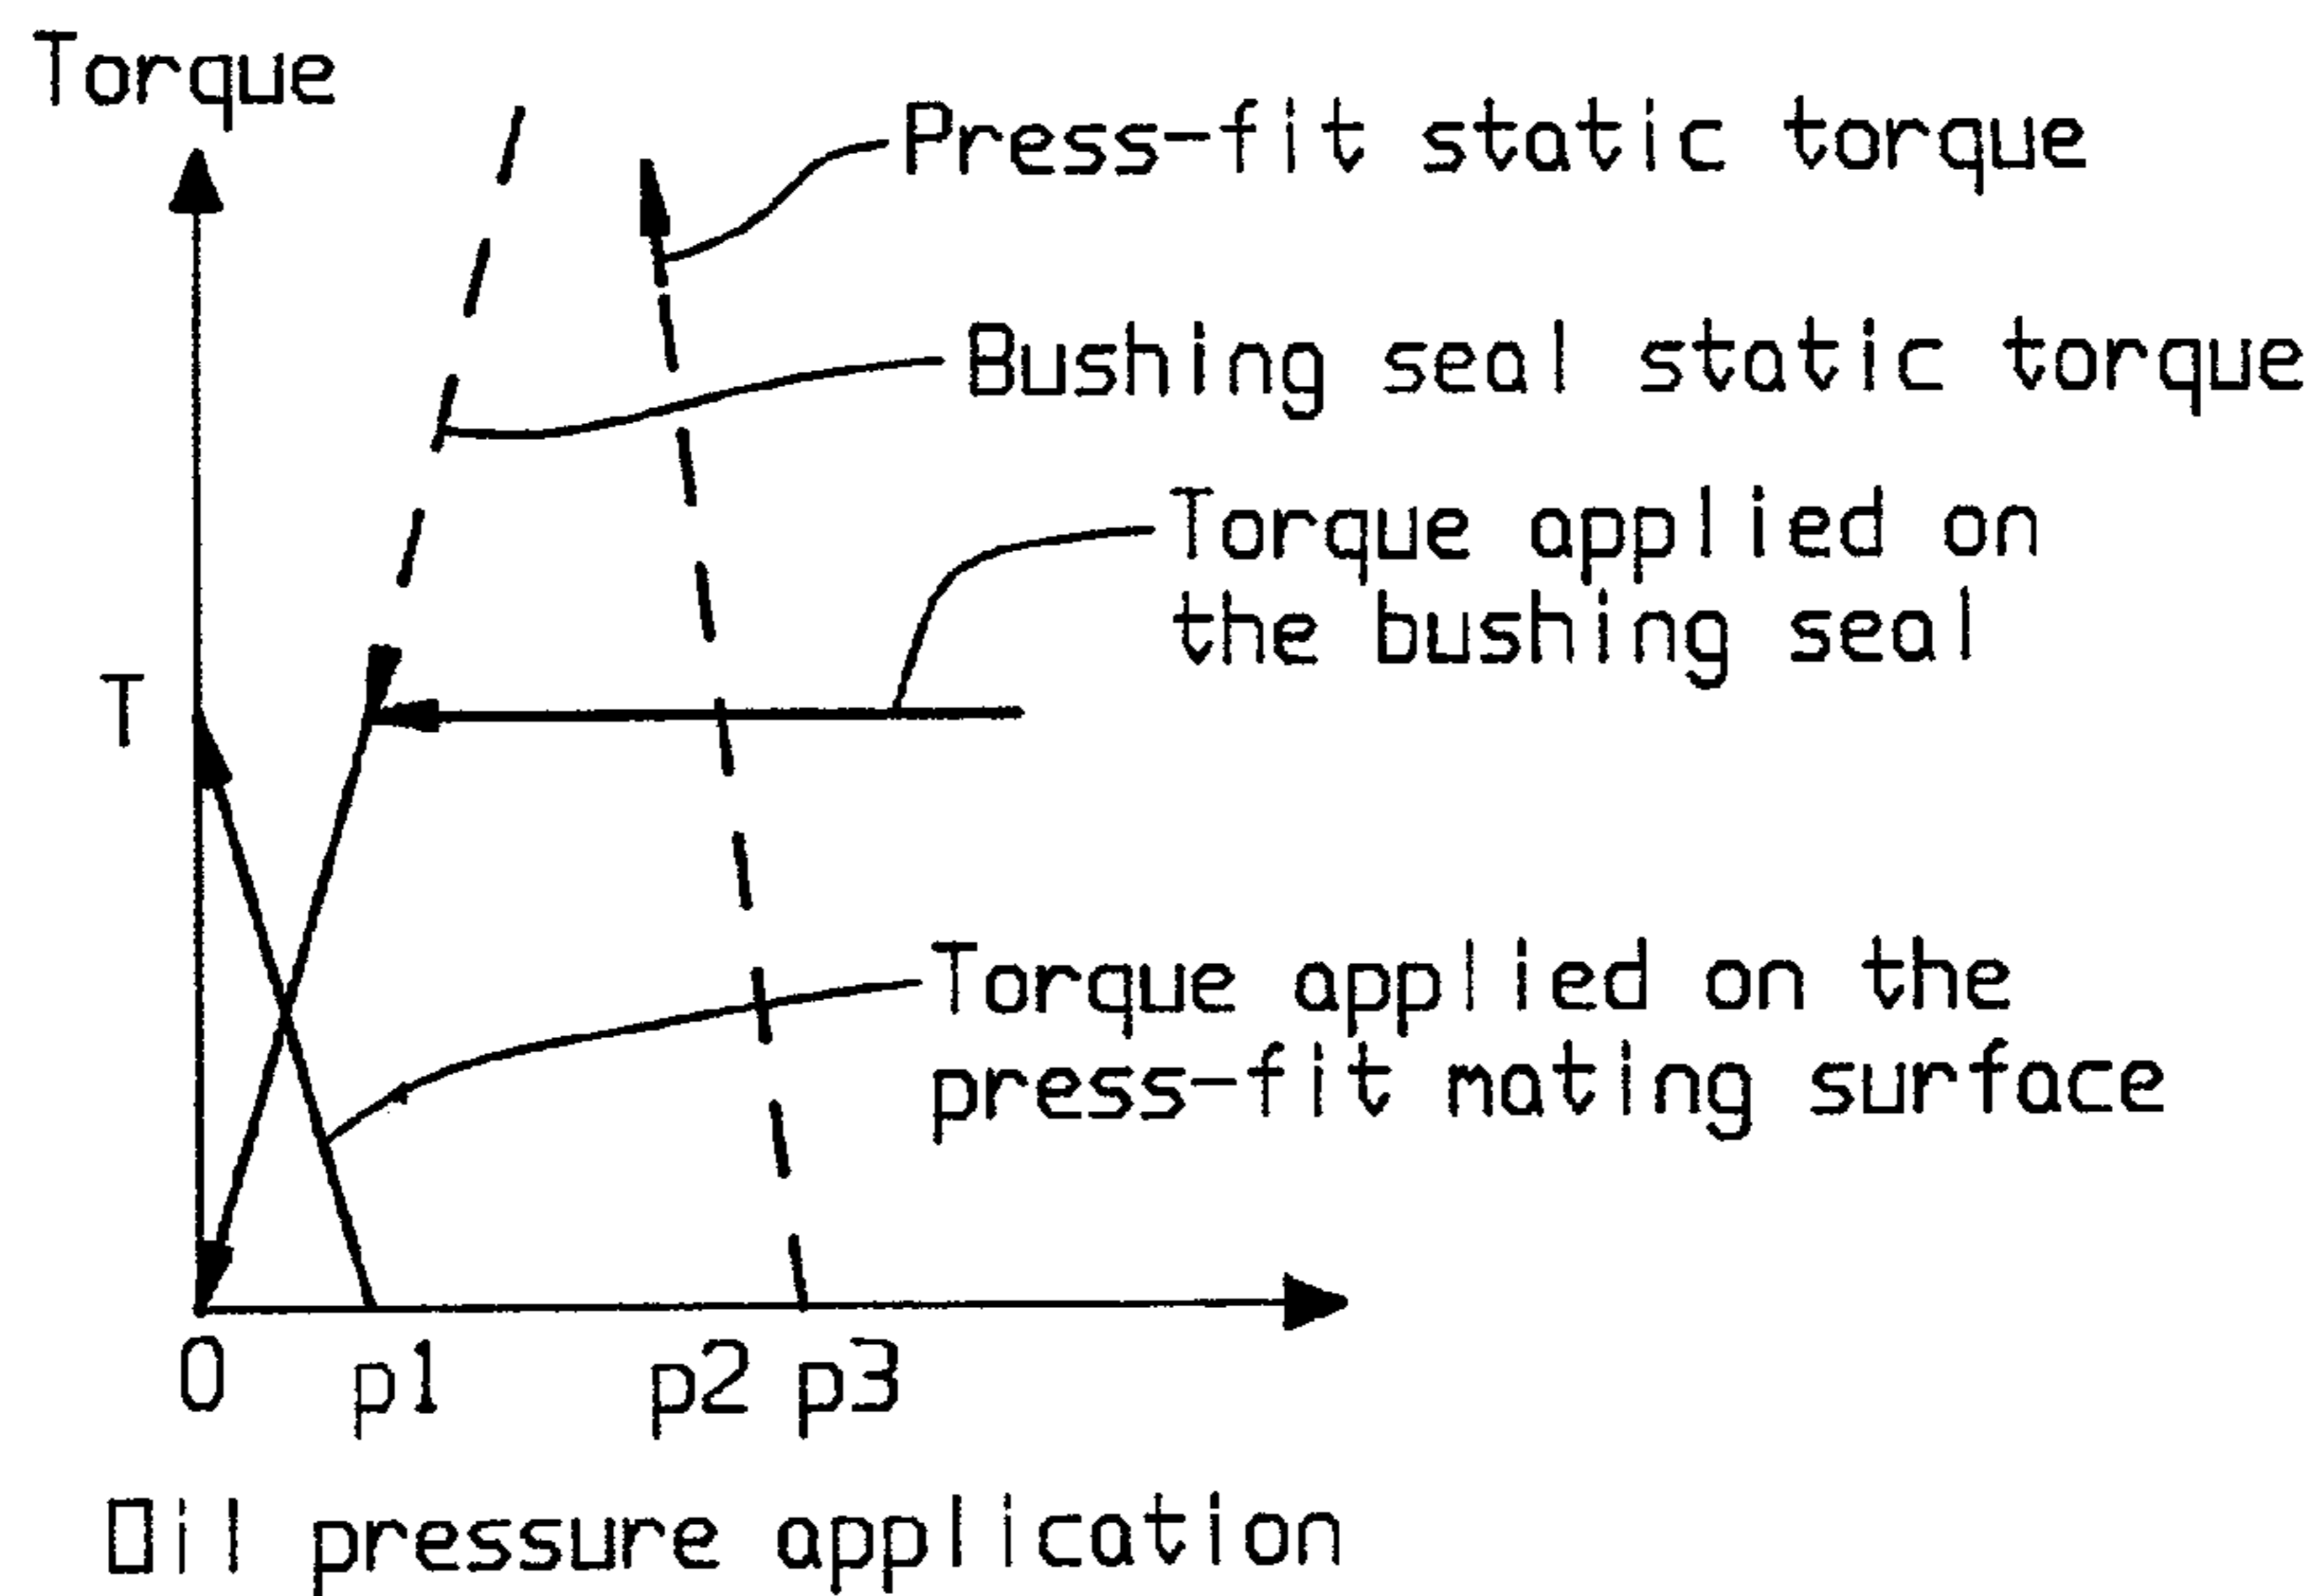 Torque
Press-fit static torque
Bushing seal static torque
Torque applied on
the bushing seal
T
Torque applied on the
press-fit mating surface
0 p1 p2 p3
Oil pressure application